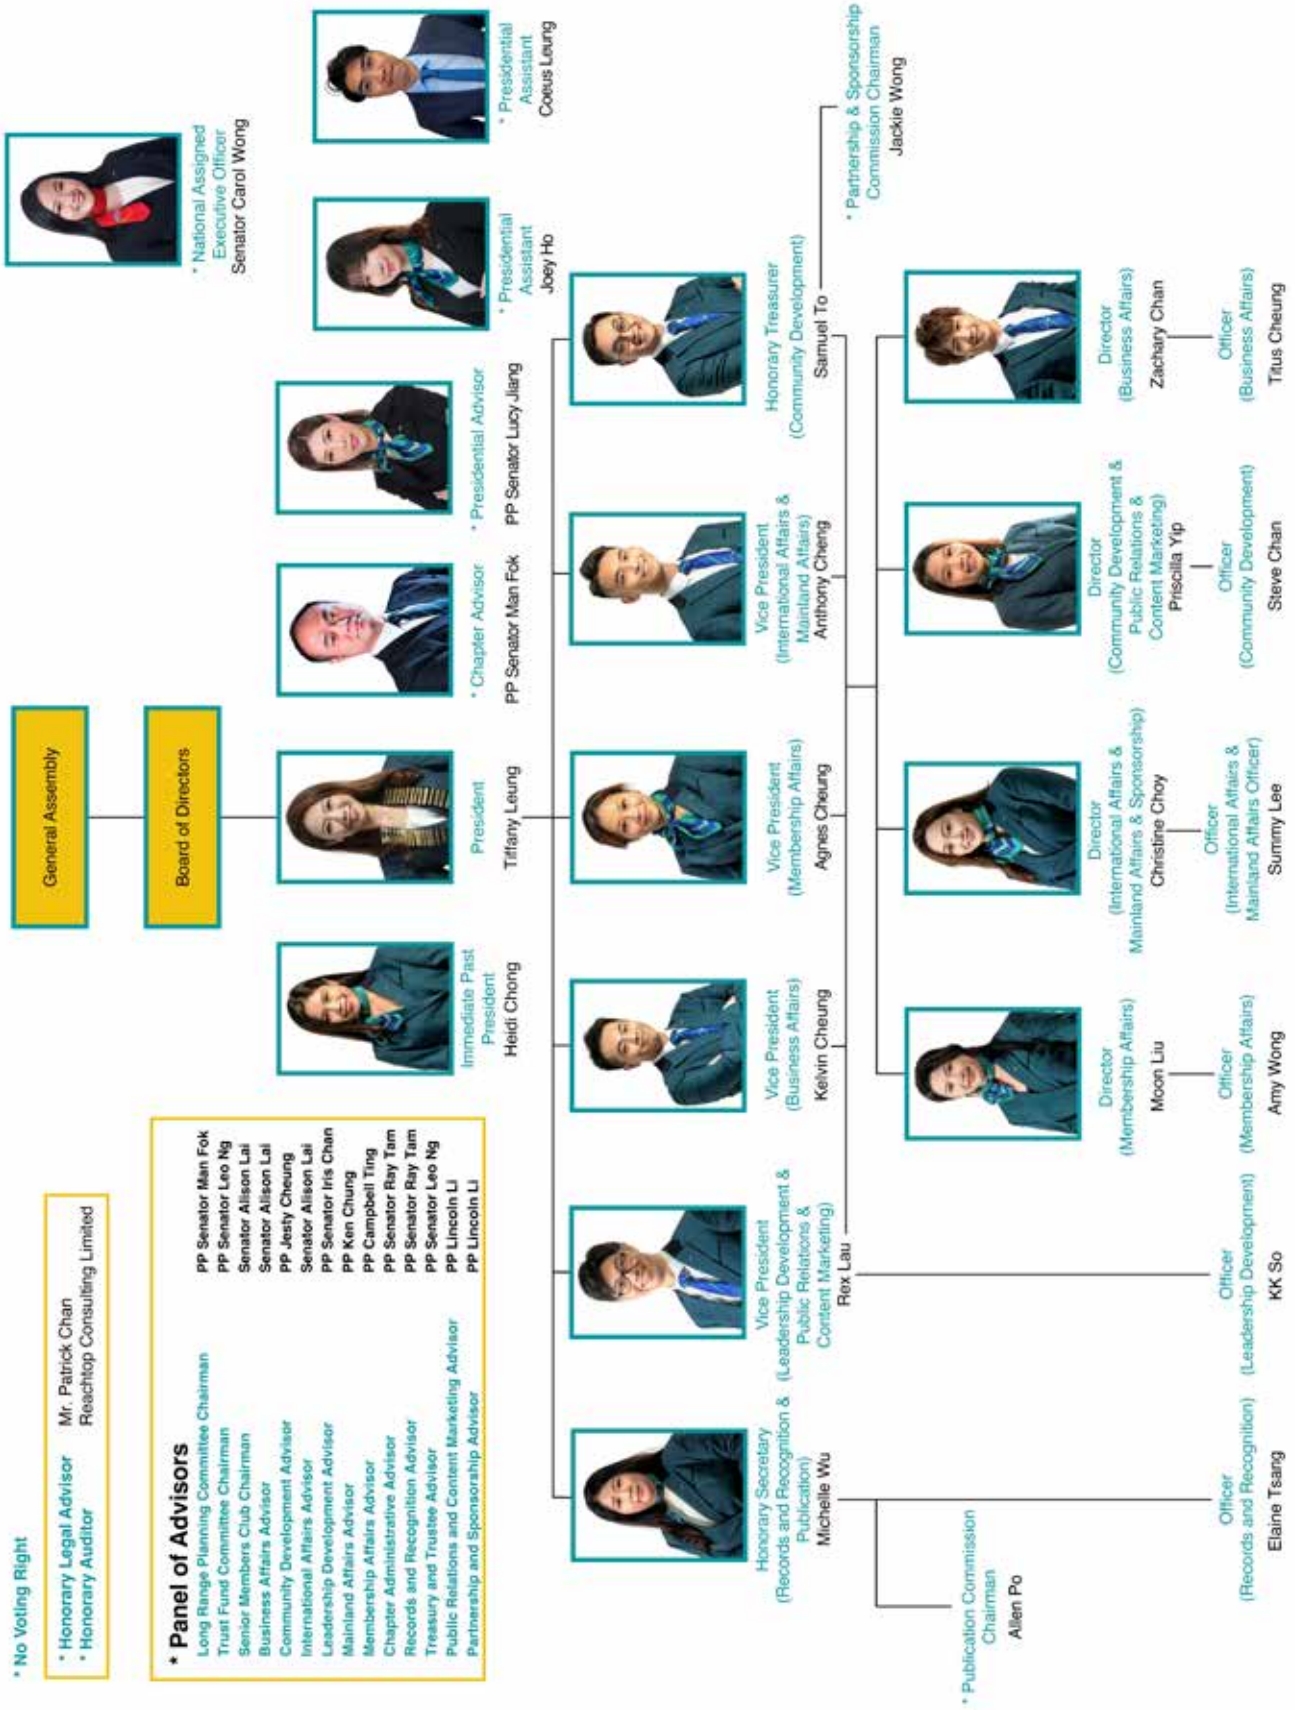 * No Voting Right
* Honorary Legal Advisor Mr. Patrick Chan
* Honorary Auditor Reachtop Consulting Limited
* Panel of Advisors
Long Range Planning Committee Chairman PP Senator Man Fok
Trust Fund Committee Chairman PP Senator Leo Ng
Senior Members Club Chairman Senator Alison Lai
Business Affairs Advisor Senator Alison Lai
Community Development Advisor PP Jesty Cheung
International Affairs Advisor Senator Alison Lai
Leadership Development Advisor PP Senator Iris Chan
Mainland Affairs Advisor PP Ken Chung
Membership Affairs Advisor PP Campbell Ting
Chapter Administrative Advisor PP Senator Ray Tam
Records and Recognition Advisor PP Senator Ray Tam
Treasury and Trustee Advisor PP Senator Leo Ng
Public Relations and Content Marketing Advisor PP Lincoln Li
Partnership and Sponsorship Advisor PP Lincoln Li
General Assembly
Board of Directors
* National Assigned
Executive Officer
Senator Carol Wong
Immediate Past
President
Heidi Chong
President
Tiffany Leung
* Chapter Advisor
PP Senator Man Fok
* Presidential Advisor
PP Senator Lucy Jiang
* Presidential
Assistant
Joey Ho
* Presidential
Assistant
Coeus Leung
Honorary Secretary
(Records and Recognition &
Publication)
Michelle Wu
Vice President
(Leadership Development &
Public Relations &
Content Marketing)
Rex Lau
Vice President
(Business Affairs)
Kelvin Cheung
Vice President
(Membership Affairs)
Agnes Cheung
Vice President
(International Affairs &
Mainland Affairs)
Anthony Cheng
Honorary Treasurer
(Community Development)
Samuel To
* Partnership & Sponsorship
Commission Chairman
Jackie Wong
* Publication Commission
Chairman
Allen Po
Director
(Membership Affairs)
Moon Liu
Director
(International Affairs &
Mainland Affairs & Sponsorship)
Christine Choy
Director
(Community Development &
Public Relations &
Content Marketing)
Priscilla Yip
Director
(Business Affairs)
Zachary Chan
Officer
(Records and Recognition)
Elaine Tsang
Officer
(Leadership Development)
KK So
Officer
(Membership Affairs)
Amy Wong
Officer
(International Affairs &
Mainland Affairs Officer)
Summy Lee
Officer
(Community Development)
Steve Chan
Officer
(Business Affairs)
Titus Cheung